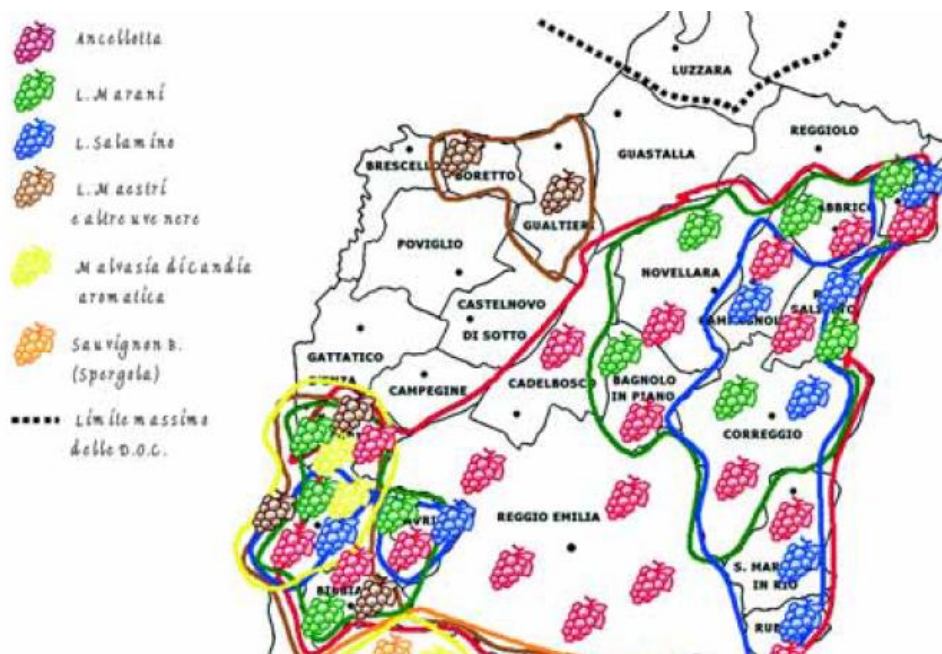 Ancellotta
L. Marani
L. Salamino
L. Maestri
e altre uve nere
Malvasia di Candia
aromatica
Sauvignon B.
(Spergola)
Limite massimo
delle D.O.C.
LUZZARA
REGGIOLO
GUASTALLA
BRESCELLO
BORETTO
GUALTIERI
POVIGLIO
NOVELLARA
CASTELNOVO
DI SOTTO
GATTATICO
CAMPEGINE
CADELBOSCO
BAGNOLO
IN PIANO
CORREGGIO
REGGIO EMILIA
IN RIO